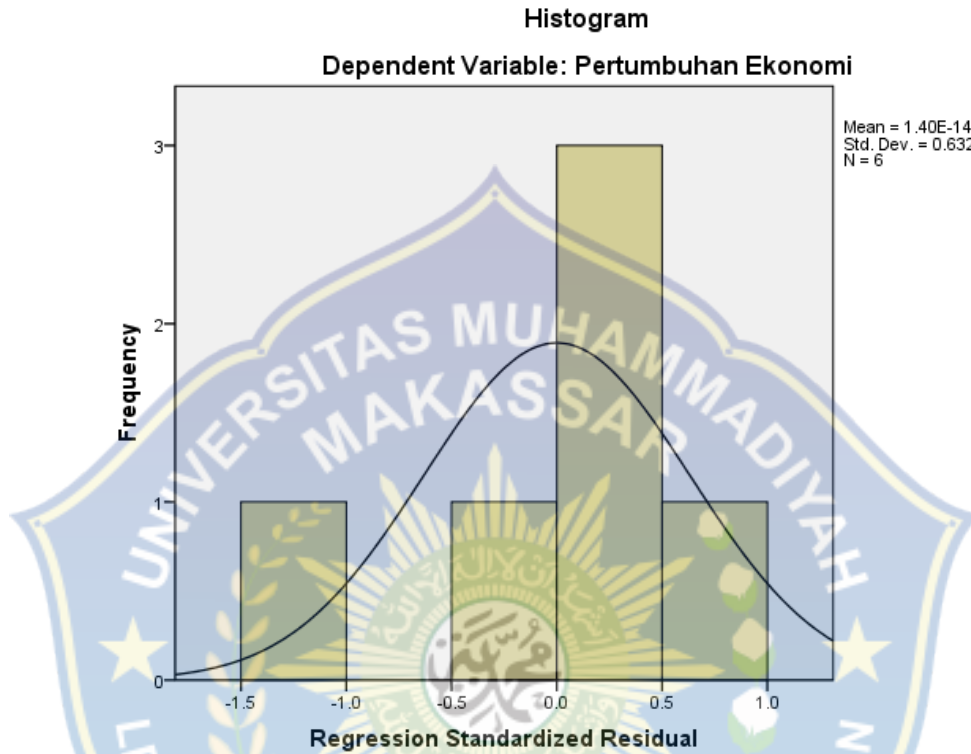 Histogram
Dependent Variable: Pertumbuhan Ekonomi
Mean = 1.40E-14
Std. Dev. = 0.632
N = 6
Frequency
3
2
1
0
-1.5 -1.0 -0.5 0.0 0.5 1.0
Regression Standardized Residual
UNIVERSITAS MUHAMMADIYAH
MAKASSAR